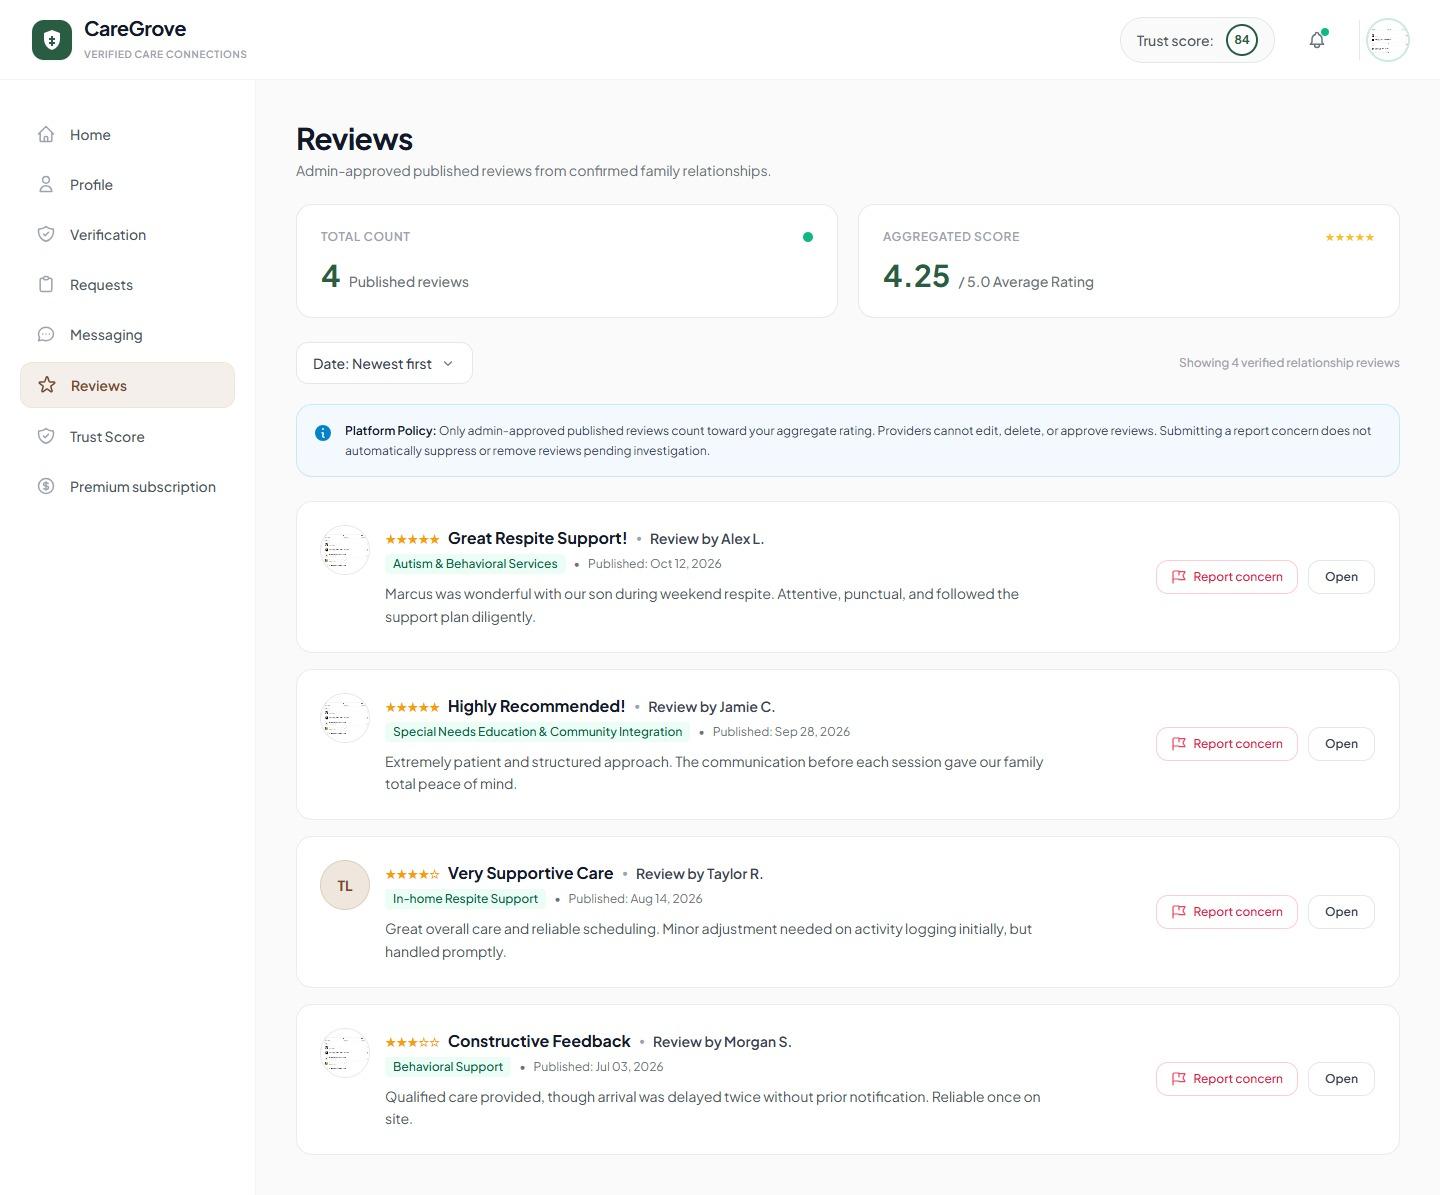 CareGrove
VERIFIED CARE CONNECTIONS
Trust score: 84
Home
Profile
Verification
Requests
Messaging
Reviews
Trust Score
Premium subscription
Reviews
Admin-approved published reviews from confirmed family relationships.
TOTAL COUNT
4 Published reviews
AGGREGATED SCORE
★★★★★
4.25 / 5.0 Average Rating
Date: Newest first
Showing 4 verified relationship reviews
Platform Policy: Only admin-approved published reviews count toward your aggregate rating. Providers cannot edit, delete, or approve reviews. Submitting a report concern does not
automatically suppress or remove reviews pending investigation.
★★★★★ Great Respite Support! • Review by Alex L.
Autism & Behavioral Services • Published: Oct 12, 2026
Marcus was wonderful with our son during weekend respite. Attentive, punctual, and followed the
support plan diligently.
Report concern
Open
★★★★★ Highly Recommended! • Review by Jamie C.
Special Needs Education & Community Integration • Published: Sep 28, 2026
Extremely patient and structured approach. The communication before each session gave our family
total peace of mind.
Report concern
Open
TL
★★★★☆ Very Supportive Care • Review by Taylor R.
In-home Respite Support • Published: Aug 14, 2026
Great overall care and reliable scheduling. Minor adjustment needed on activity logging initially, but
handled promptly.
Report concern
Open
★★★☆☆ Constructive Feedback • Review by Morgan S.
Behavioral Support • Published: Jul 03, 2026
Qualified care provided, though arrival was delayed twice without prior notification. Reliable once on
site.
Report concern
Open